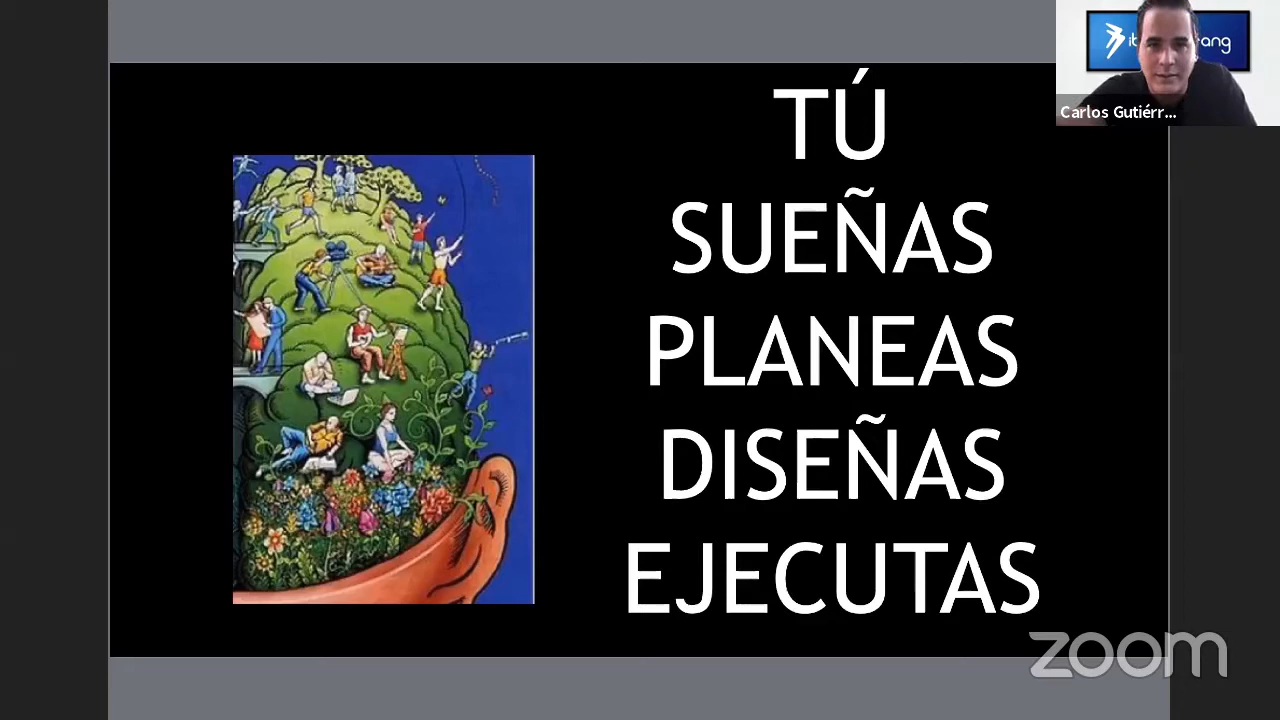 TÚ
SUEÑAS
PLANEAS
DISEÑAS
EJECUTAS
Carlos Gutiérr...
zoom